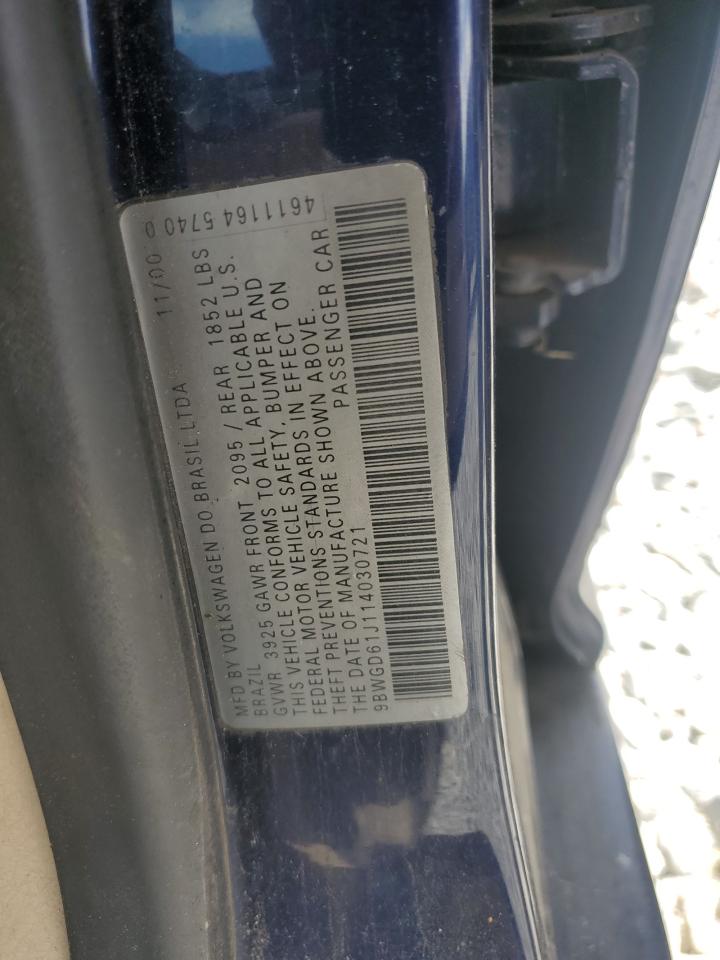 MFD BY VOLKSWAGEN DO BRASIL LTDA 11/00
BRAZIL
GVWR 3925 GAWR FRONT 2095 / REAR 1852 LBS
THIS VEHICLE CONFORMS TO ALL APPLICABLE U.S.
FEDERAL MOTOR VEHICLE SAFETY, BUMPER AND
THEFT PREVENTIONS STANDARDS IN EFFECT ON
THE DATE OF MANUFACTURE SHOWN ABOVE.
9BWGD61J114030721 PASSENGER CAR
4611164 5740 0